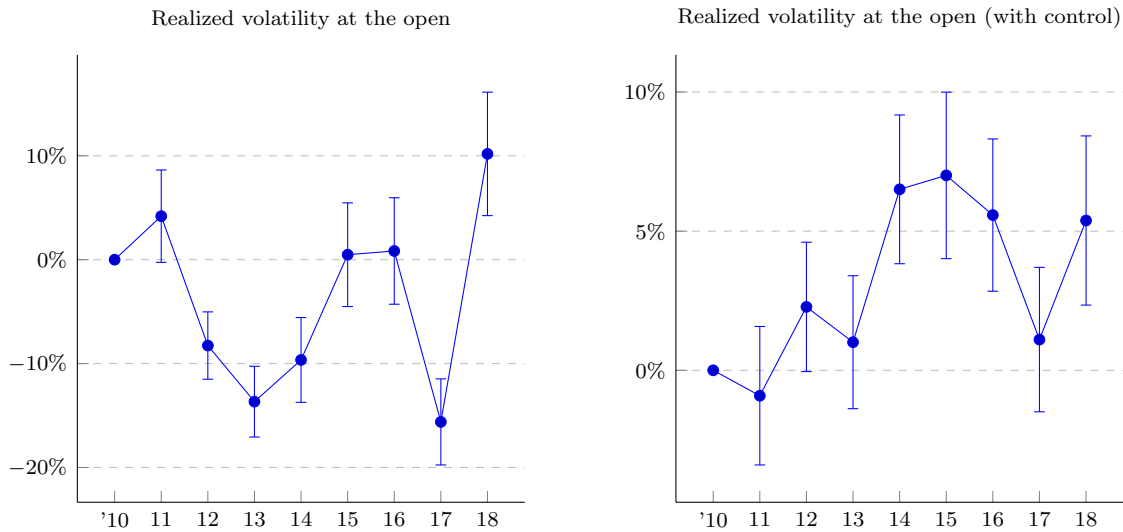 Realized volatility at the open
10%
0%
−10%
−20%
'10 11 12 13 14 15 16 17 18
Realized volatility at the open (with control)
10%
5%
0%
'10 11 12 13 14 15 16 17 18